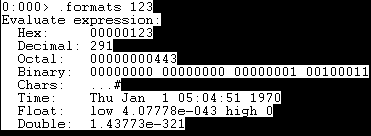 0:000> .formats 123
Evaluate expression:
  Hex:     00000123
  Decimal: 291
  Octal:   00000000443
  Binary:  00000000 00000000 00000001 00100011
  Chars:   ...#
  Time:    Thu Jan  1 05:04:51 1970
  Float:   low 4.07778e-043 high 0
  Double:  1.43773e-321